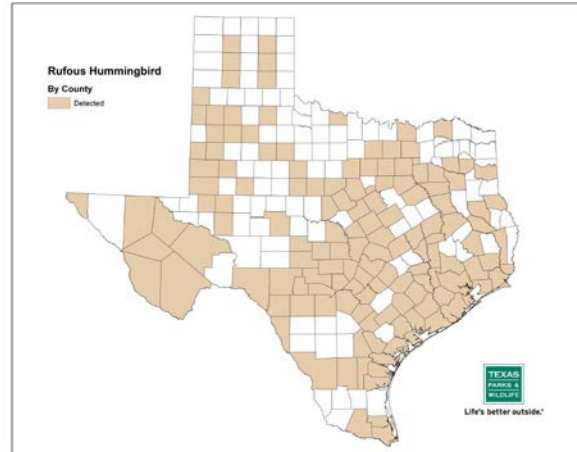 Rufous Hummingbird
By County
Detected
TEXAS
PARKS &
WILDLIFE
Life's better outside.®